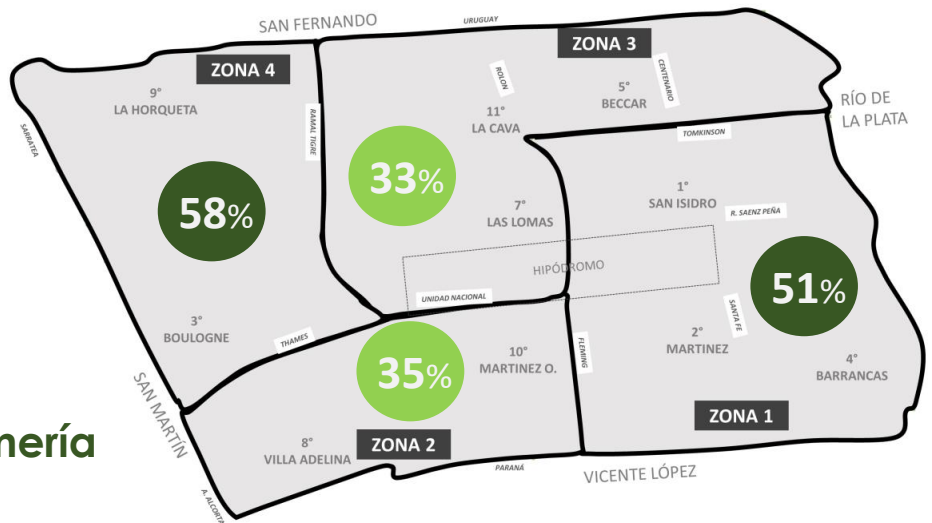 SAN FERNANDO
URUGUAY
ZONA 4
ZONA 3
9°
LA HORQUETA
ROLON
CENTENARIO
5°
BECCAR
RÍO DE
LA PLATA
SARRATEA
RAMAL TIGRE
11°
LA CAVA
TOMKINSON
33%
58%
1°
SAN ISIDRO
7°
LAS LOMAS
R. SAENZ PEÑA
HIPÓDROMO
51%
UNIDAD NACIONAL
SANTA FE
3°
BOULOGNE
THAMES
FLEMING
2°
MARTINEZ
35%
10°
MARTINEZ O.
4°
BARRANCAS
SAN MARTÍN
ZONA 1
nería
8°
VILLA ADELINA
ZONA 2
PARANÁ
VICENTE LÓPEZ
A. ALCORTA